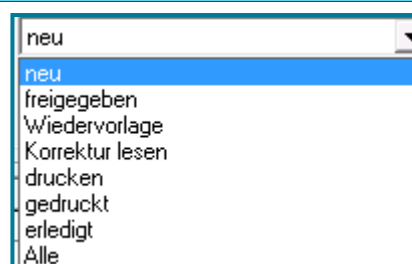 neu
neu
freigegeben
Wiedervorlage
Korrektur lesen
drucken
gedruckt
erledigt
Alle